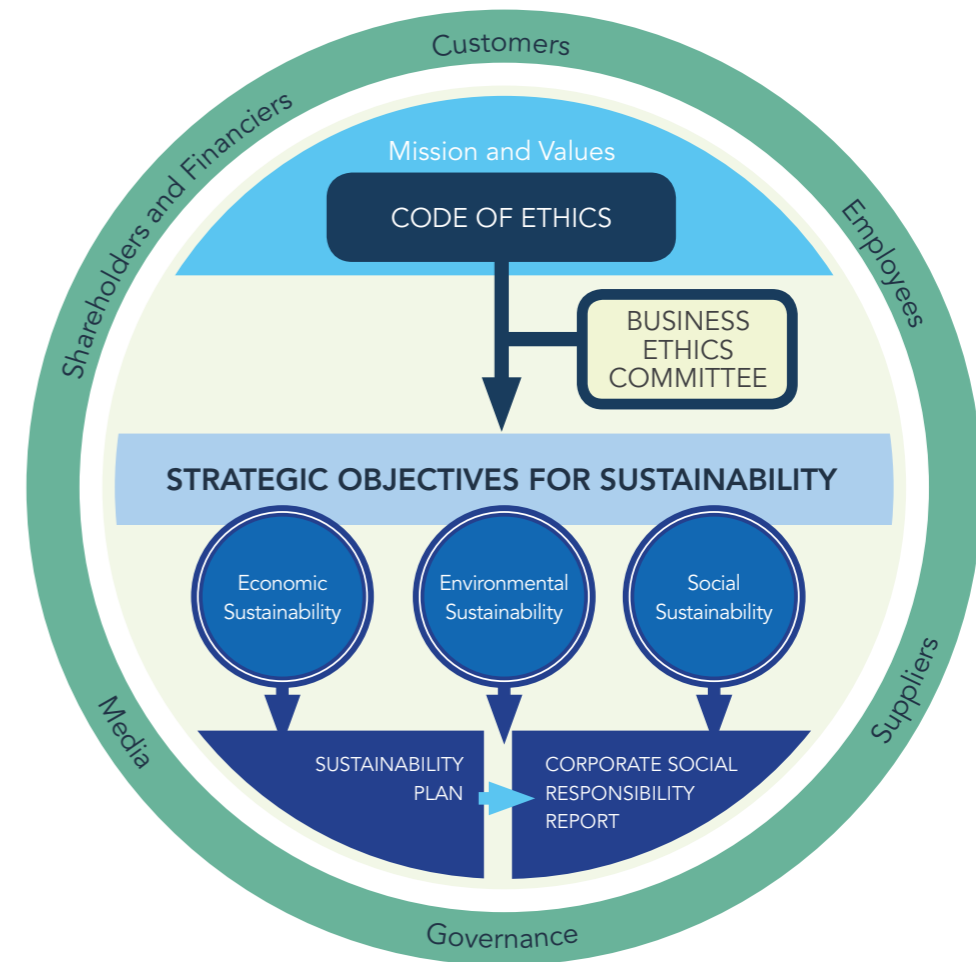 Customers
Shareholders and Financiers
Employees
Mission and Values
CODE OF ETHICS
BUSINESS
ETHICS
COMMITTEE
STRATEGIC OBJECTIVES FOR SUSTAINABILITY
Economic
Sustainability
Environmental
Sustainability
Social
Sustainability
SUSTAINABILITY
PLAN
CORPORATE SOCIAL
RESPONSIBILITY
REPORT
Media
Suppliers
Governance